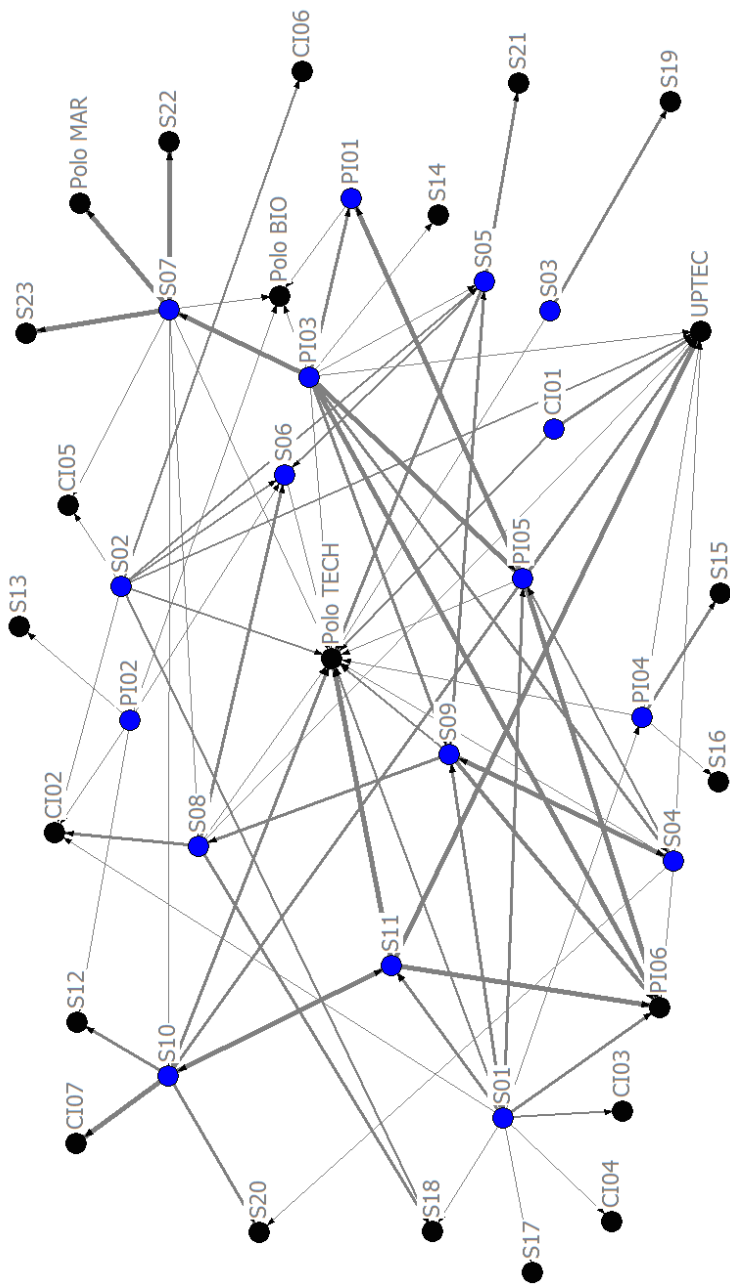 CI06
S21
S19
S22
Polo MAR
PI01
S14
Polo BIO
S05
S03
S07
S23
UPTEC
PI03
CI01
S06
CI05
PI05
S02
S15
S13
Polo TECH
PI04
PI02
S09
S16
CI02
S08
S04
S11
PI06
S12
S10
S01
CI03
CI07
CI04
S20
S18
S17